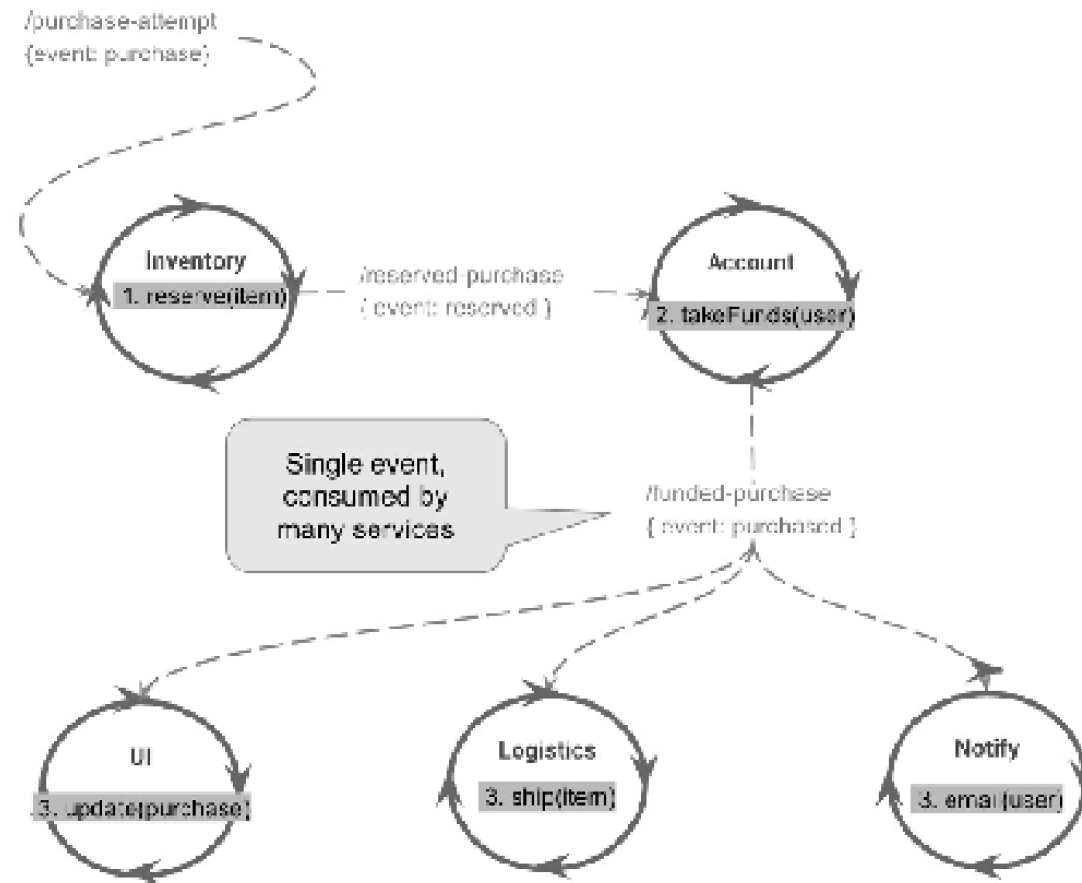 /purchase-attempt
{event: purchase}
Inventory
1. reserve(item)
/reserved-purchase
{ event: reserved }
Account
2. takeFunds(user)
Single event,
consumed by
many services
/funded-purchase
{ event: purchased }
UI
3. update(purchase)
Logistics
3. ship(item)
Notify
3. email(user)